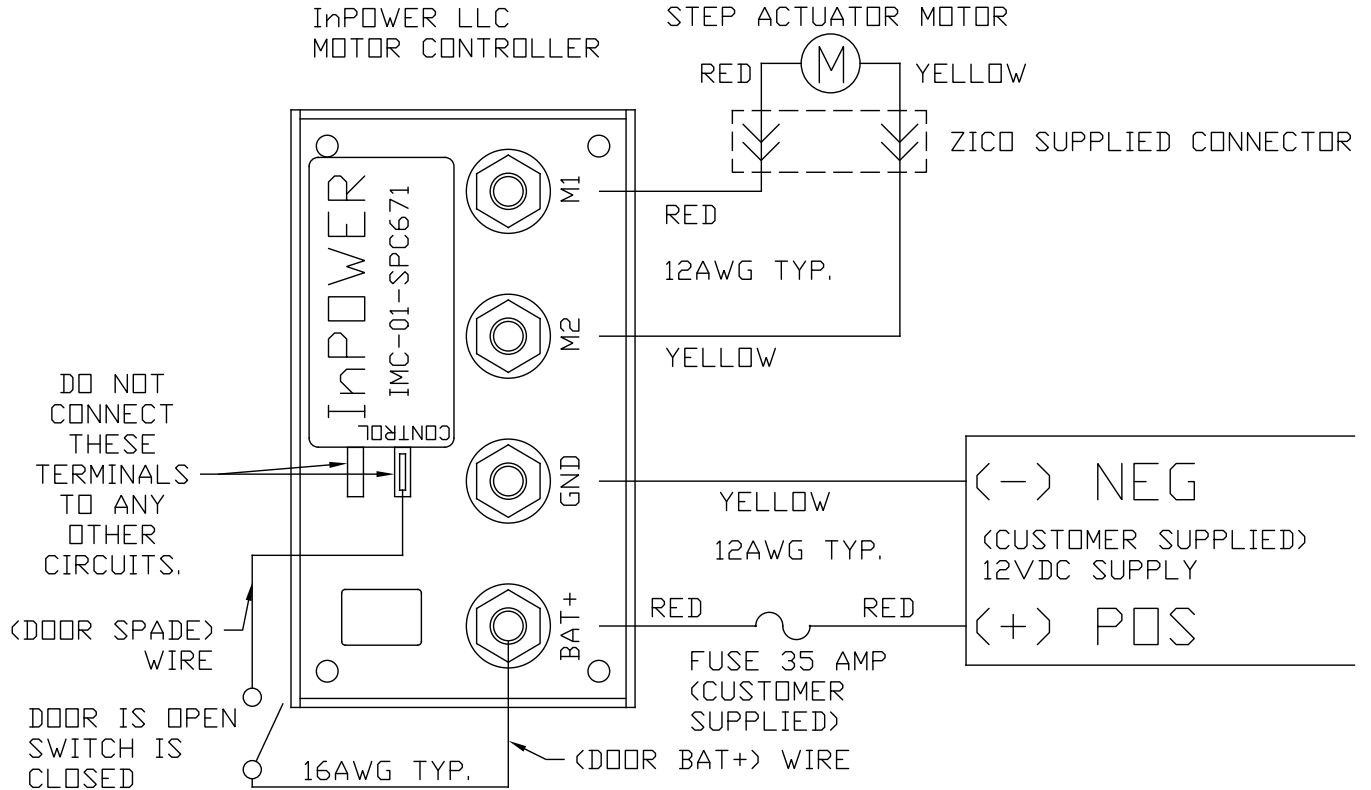 InPOWER LLC
MOTOR CONTROLLER
STEP ACTUATOR MOTOR
RED
M
YELLOW
ZICO SUPPLIED CONNECTOR
M1
RED
12AWG TYP.
M2
YELLOW
InPOWER
IMC-01-SPC671
CONTROL
DO NOT
CONNECT
THESE
TERMINALS
TO ANY
OTHER
CIRCUITS.
GND
YELLOW
12AWG TYP.
(-) NEG
(CUSTOMER SUPPLIED)
12VDC SUPPLY
(+) POS
BAT+
RED
RED
FUSE 35 AMP
(CUSTOMER
SUPPLIED)
(DOOR SPADE)
WIRE
DOOR IS OPEN
SWITCH IS
CLOSED
16AWG TYP.
(DOOR BAT+) WIRE